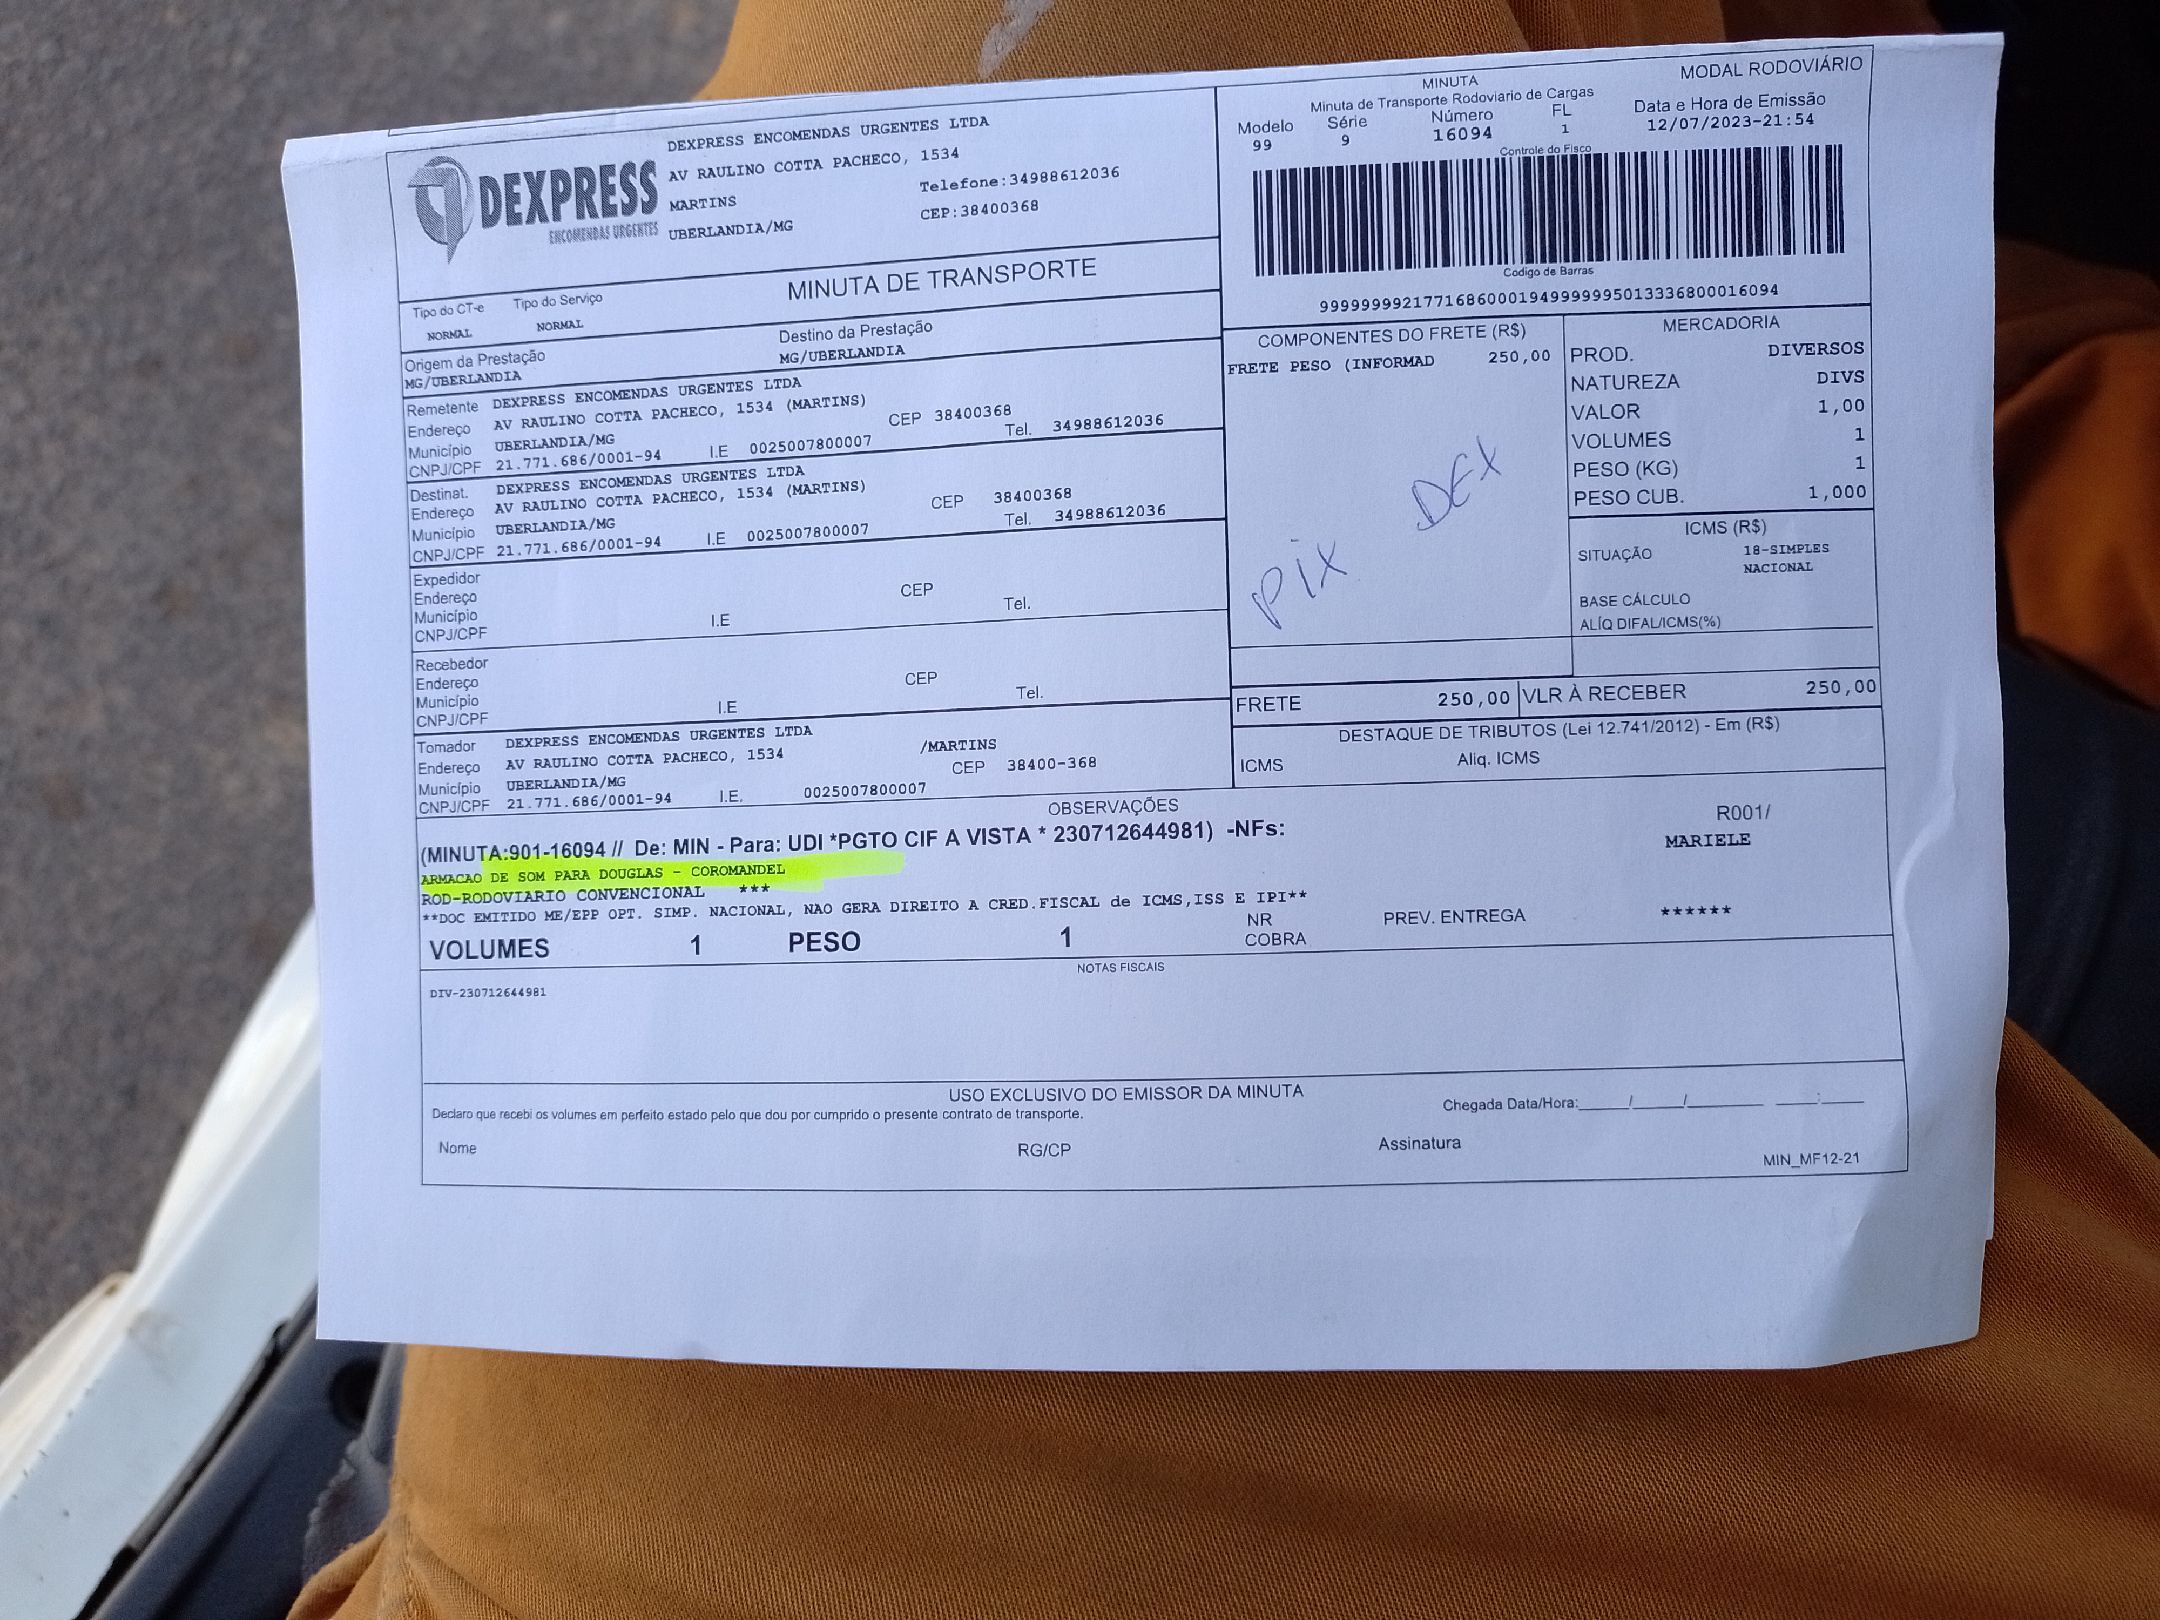 DEXPRESS
ENCOMENDAS URGENTES
DEXPRESS ENCOMENDAS URGENTES LTDA
AV RAULINO COTTA PACHECO, 1534
MARTINS Telefone:34988612036
UBERLANDIA/MG CEP:38400368
MINUTA MODAL RODOVIÁRIO
Minuta de Transporte Rodoviario de Cargas
Modelo Série Número FL Data e Hora de Emissão
99 9 16094 1 12/07/2023-21:54
Controle do Fisco
Codigo de Barras
99999999217716860001949999995013336800016094
Tipo do CT-e Tipo do Serviço MINUTA DE TRANSPORTE
NORMAL NORMAL
Origem da Prestação Destino da Prestação
MG/UBERLANDIA MG/UBERLANDIA
Remetente DEXPRESS ENCOMENDAS URGENTES LTDA
Endereço AV RAULINO COTTA PACHECO, 1534 (MARTINS) CEP 38400368
Município UBERLANDIA/MG Tel. 34988612036
CNPJ/CPF 21.771.686/0001-94 I.E 0025007800007
Destinat. DEXPRESS ENCOMENDAS URGENTES LTDA
Endereço AV RAULINO COTTA PACHECO, 1534 (MARTINS) CEP 38400368
Município UBERLANDIA/MG Tel. 34988612036
CNPJ/CPF 21.771.686/0001-94 I.E 0025007800007
Expedidor
Endereço CEP
Município Tel.
CNPJ/CPF I.E
Recebedor
Endereço CEP
Município Tel.
CNPJ/CPF I.E
Tomador DEXPRESS ENCOMENDAS URGENTES LTDA
Endereço AV RAULINO COTTA PACHECO, 1534 /MARTINS
Município UBERLANDIA/MG CEP 38400-368
CNPJ/CPF 21.771.686/0001-94 I.E. 0025007800007
COMPONENTES DO FRETE (R$)
FRETE PESO (INFORMAD 250,00
PIX DEX
MERCADORIA
PROD. DIVERSOS
NATUREZA DIVS
VALOR 1,00
VOLUMES 1
PESO (KG) 1
PESO CUB. 1,000
ICMS (R$)
SITUAÇÃO 18-SIMPLES
NACIONAL
BASE CÁLCULO
ALÍQ DIFAL/ICMS(%)
FRETE 250,00 VLR À RECEBER 250,00
DESTAQUE DE TRIBUTOS (Lei 12.741/2012) - Em (R$)
ICMS Aliq. ICMS
OBSERVAÇÕES
(MINUTA:901-16094 // De: MIN - Para: UDI *PGTO CIF A VISTA * 230712644981) -NFs: R001/
ARMACAO DE SOM PARA DOUGLAS - COROMANDEL MARIELE
ROD-RODOVIARIO CONVENCIONAL ***
**DOC EMITIDO ME/EPP OPT. SIMP. NACIONAL, NAO GERA DIREITO A CRED.FISCAL de ICMS,ISS E IPI**
VOLUMES 1 PESO 1 NR PREV. ENTREGA ******
COBRA
NOTAS FISCAIS
DIV-230712644981
USO EXCLUSIVO DO EMISSOR DA MINUTA
Declaro que recebi os volumes em perfeito estado pelo que dou por cumprido o presente contrato de transporte. Chegada Data/Hora:_____/_____/_______ ____:____
Nome RG/CP Assinatura
MIN_MF12-21